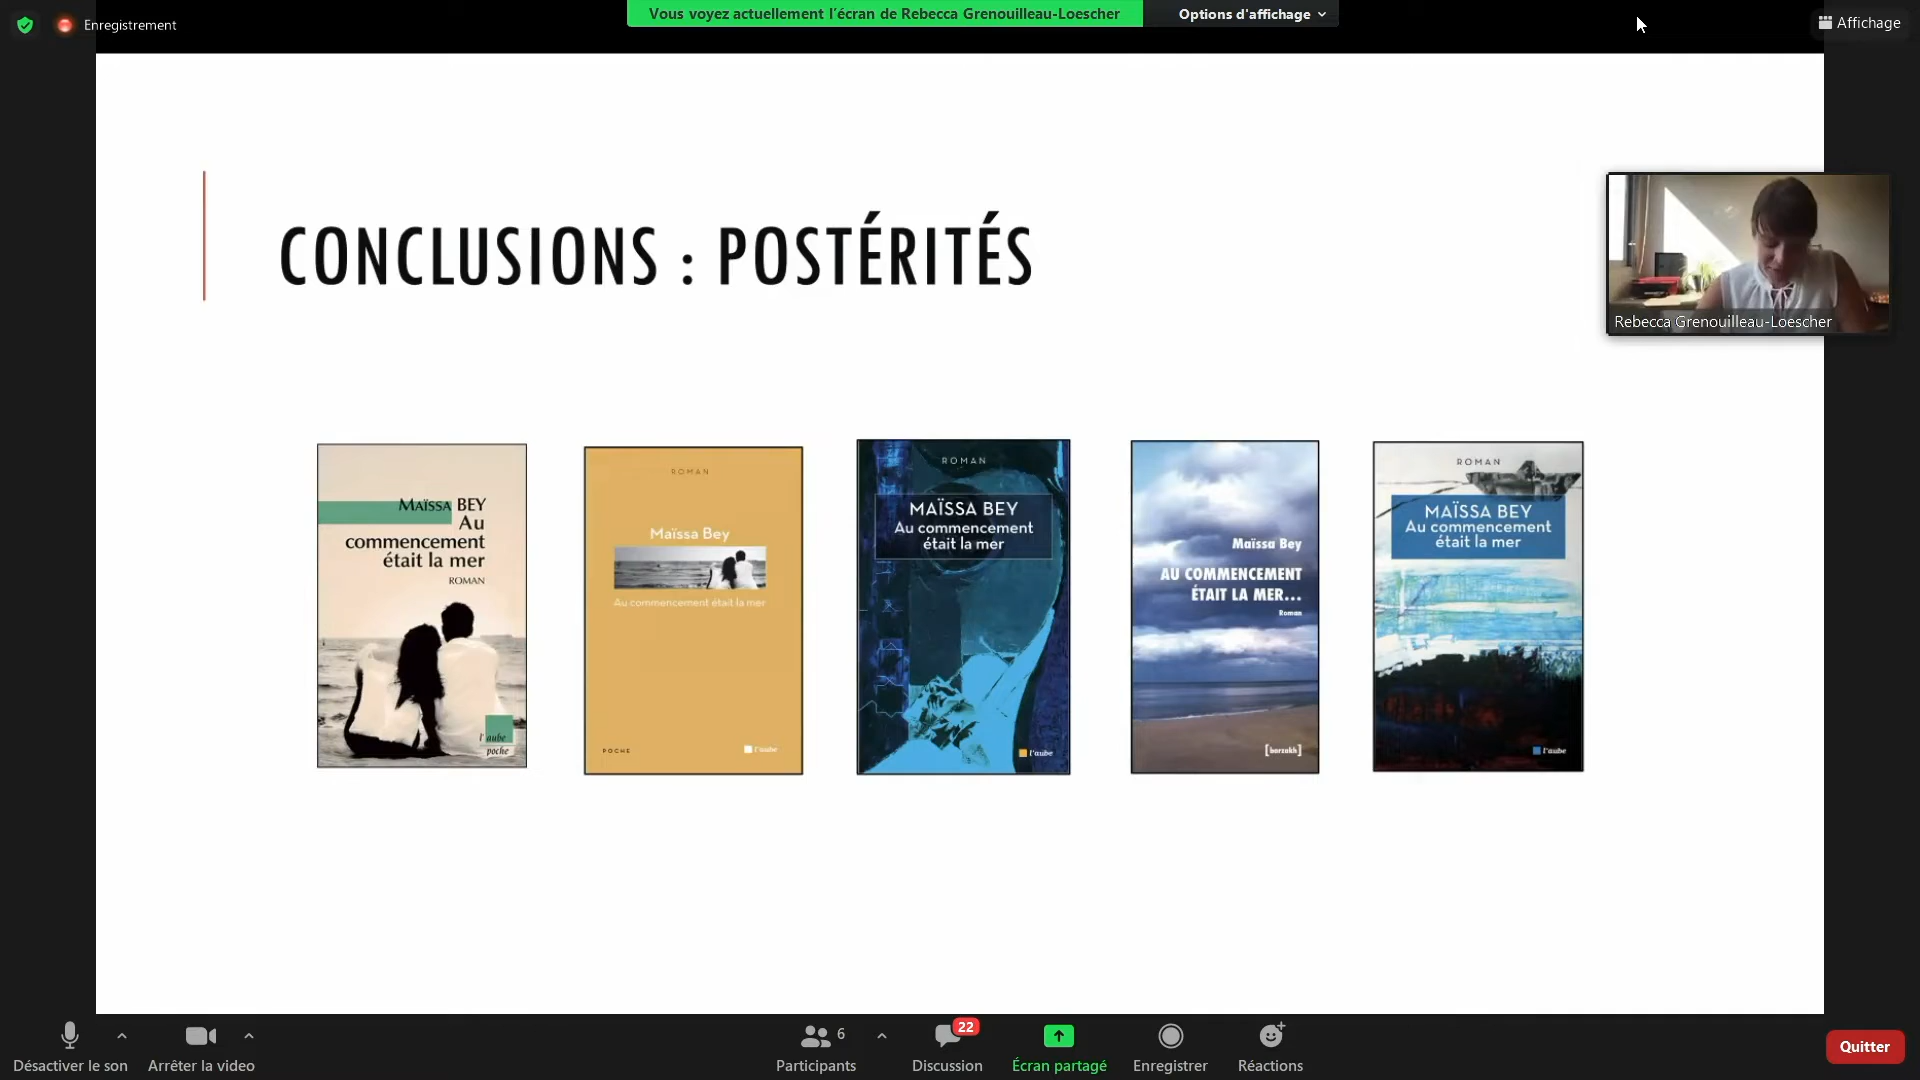 Enregistrement
Vous voyez actuellement l'écran de Rebecca Grenouilleau-Loescher
Options d'affichage
Affichage
CONCLUSIONS : POSTÉRITÉS
Rebecca Grenouilleau-Loescher
MAÏSSA BEY
Au
commencement
était la mer
ROMAN
l'aube
poche
ROMAN
Maïssa Bey
Au commencement était la mer
POCHE
l'aube
ROMAN
MAÏSSA BEY
Au commencement
était la mer
l'aube
Maïssa Bey
AU COMMENCEMENT
ÉTAIT LA MER...
Roman
[barzakh]
ROMAN
MAÏSSA BEY
Au commencement
était la mer
l'aube
Désactiver le son
Arrêter la video
6
Participants
22
Discussion
Écran partagé
Enregistrer
Réactions
Quitter